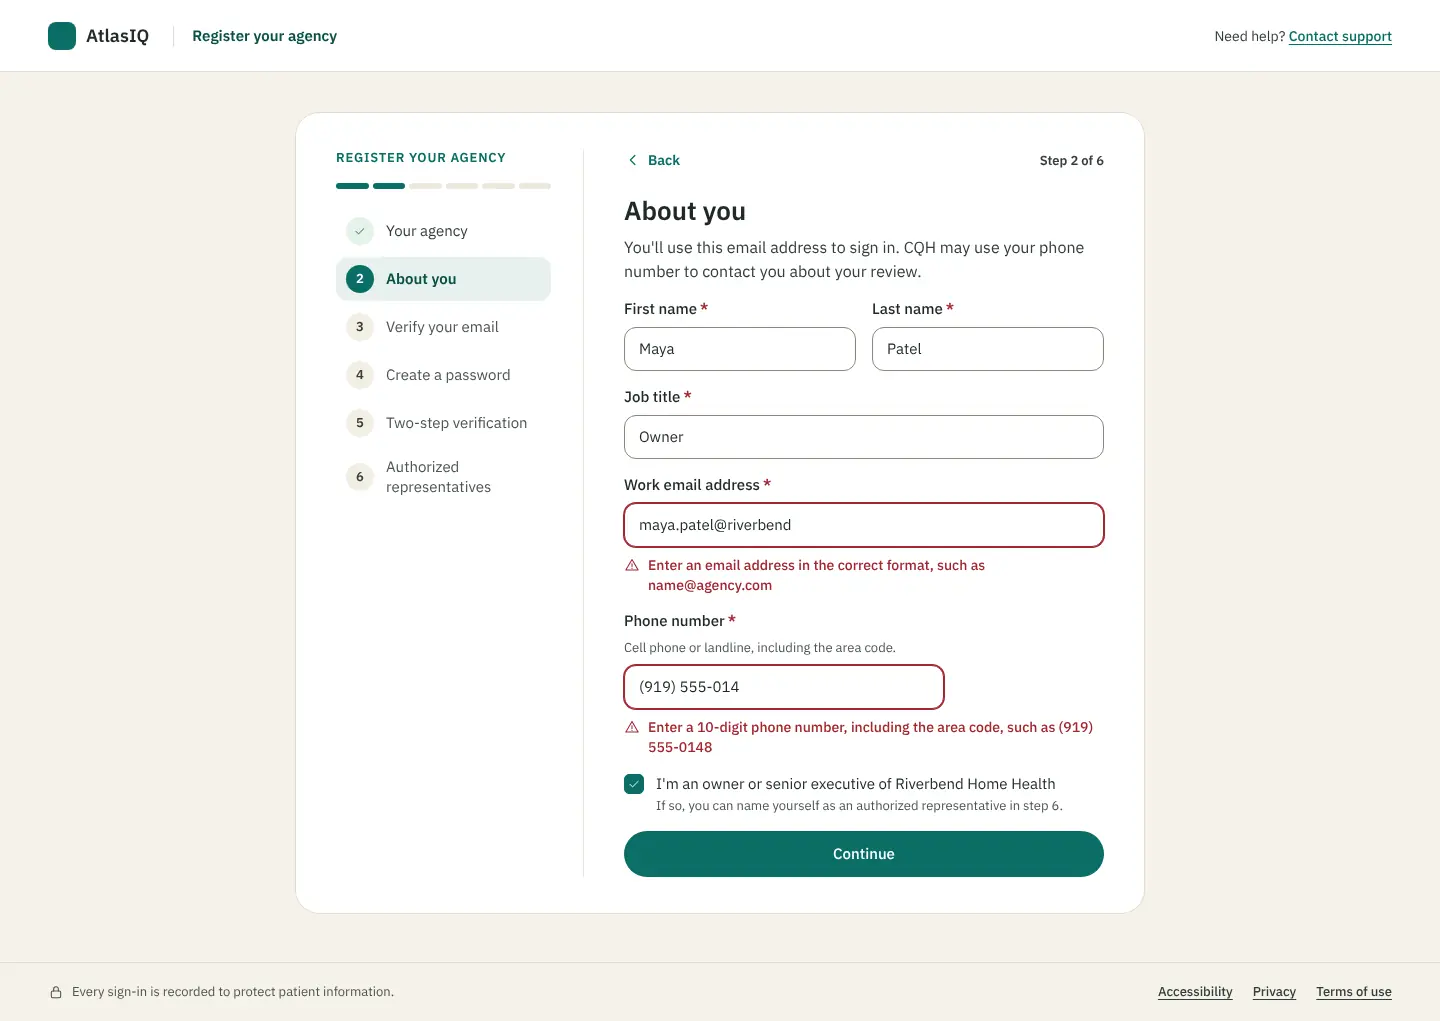 AtlasIQ
Register your agency
Need help? Contact support
REGISTER YOUR AGENCY
Your agency
2 About you
3 Verify your email
4 Create a password
5 Two-step verification
6 Authorized
representatives
Back
Step 2 of 6
About you
You'll use this email address to sign in. CQH may use your phone
number to contact you about your review.
First name *
Maya
Last name *
Patel
Job title *
Owner
Work email address *
maya.patel@riverbend
Enter an email address in the correct format, such as
name@agency.com
Phone number *
Cell phone or landline, including the area code.
(919) 555-014
Enter a 10-digit phone number, including the area code, such as (919)
555-0148
I'm an owner or senior executive of Riverbend Home Health
If so, you can name yourself as an authorized representative in step 6.
Continue
Every sign-in is recorded to protect patient information.
Accessibility
Privacy
Terms of use